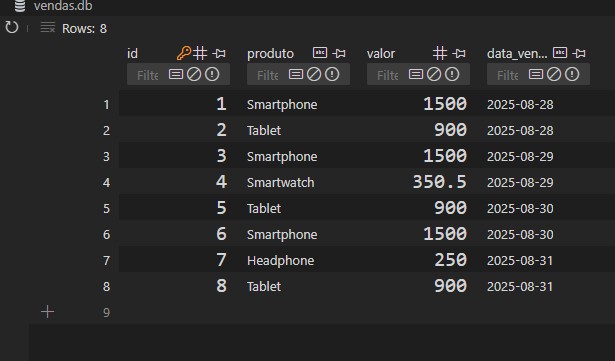 vendas.db
Rows: 8
id produto valor data_ven...
Filte Filte Filte Filte
1 1 Smartphone 1500 2025-08-28
2 2 Tablet 900 2025-08-28
3 3 Smartphone 1500 2025-08-29
4 4 Smartwatch 350.5 2025-08-29
5 5 Tablet 900 2025-08-30
6 6 Smartphone 1500 2025-08-30
7 7 Headphone 250 2025-08-31
8 8 Tablet 900 2025-08-31
9